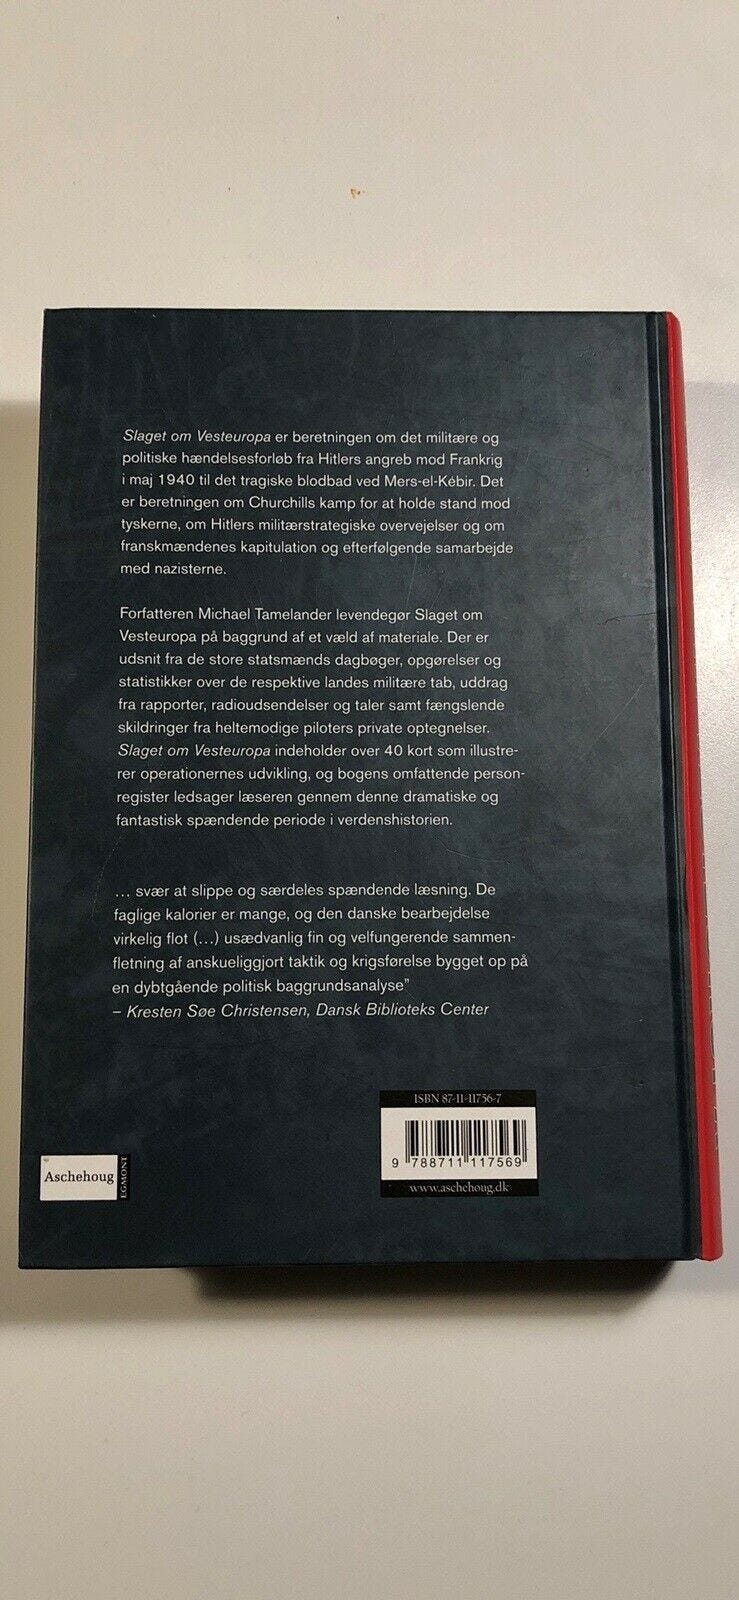 Slaget om Vesteuropa er beretningen om det militære og
politiske hændelsesforløb fra Hitlers angreb mod Frankrig
i maj 1940 til det tragiske blodbad ved Mers-el-Kébir. Det
er beretningen om Churchills kamp for at holde stand mod
tyskerne, om Hitlers militærstrategiske overvejelser og om
franskmændenes kapitulation og efterfølgende samarbejde
med nazisterne.
Forfatteren Michael Tamelander levendegør Slaget om
Vesteuropa på baggrund af et væld af materiale. Der er
udsnit fra de store statsmænds dagbøger, opgørelser og
statistikker over de respektive landes militære tab, uddrag
fra rapporter, radioudsendelser og taler samt fængslende
skildringer fra heltemodige piloters private optegnelser.
Slaget om Vesteuropa indeholder over 40 kort som illustre-
rer operationernes udvikling, og bogens omfattende person-
register ledsager læseren gennem denne dramatiske og
fantastisk spændende periode i verdenshistorien.
... svær at slippe og særdeles spændende læsning. De
faglige kalorier er mange, og den danske bearbejdelse
virkelig flot (...) usædvanlig fin og velfungerende sammen-
fletning af anskueliggjort taktik og krigsførelse bygget op på
en dybtgående politisk baggrundsanalyse"
– Kresten Søe Christensen, Dansk Biblioteks Center
ISBN 87-11-11756-7
9 788711 117569
www.aschehoug.dk
Aschehoug
EGMONT